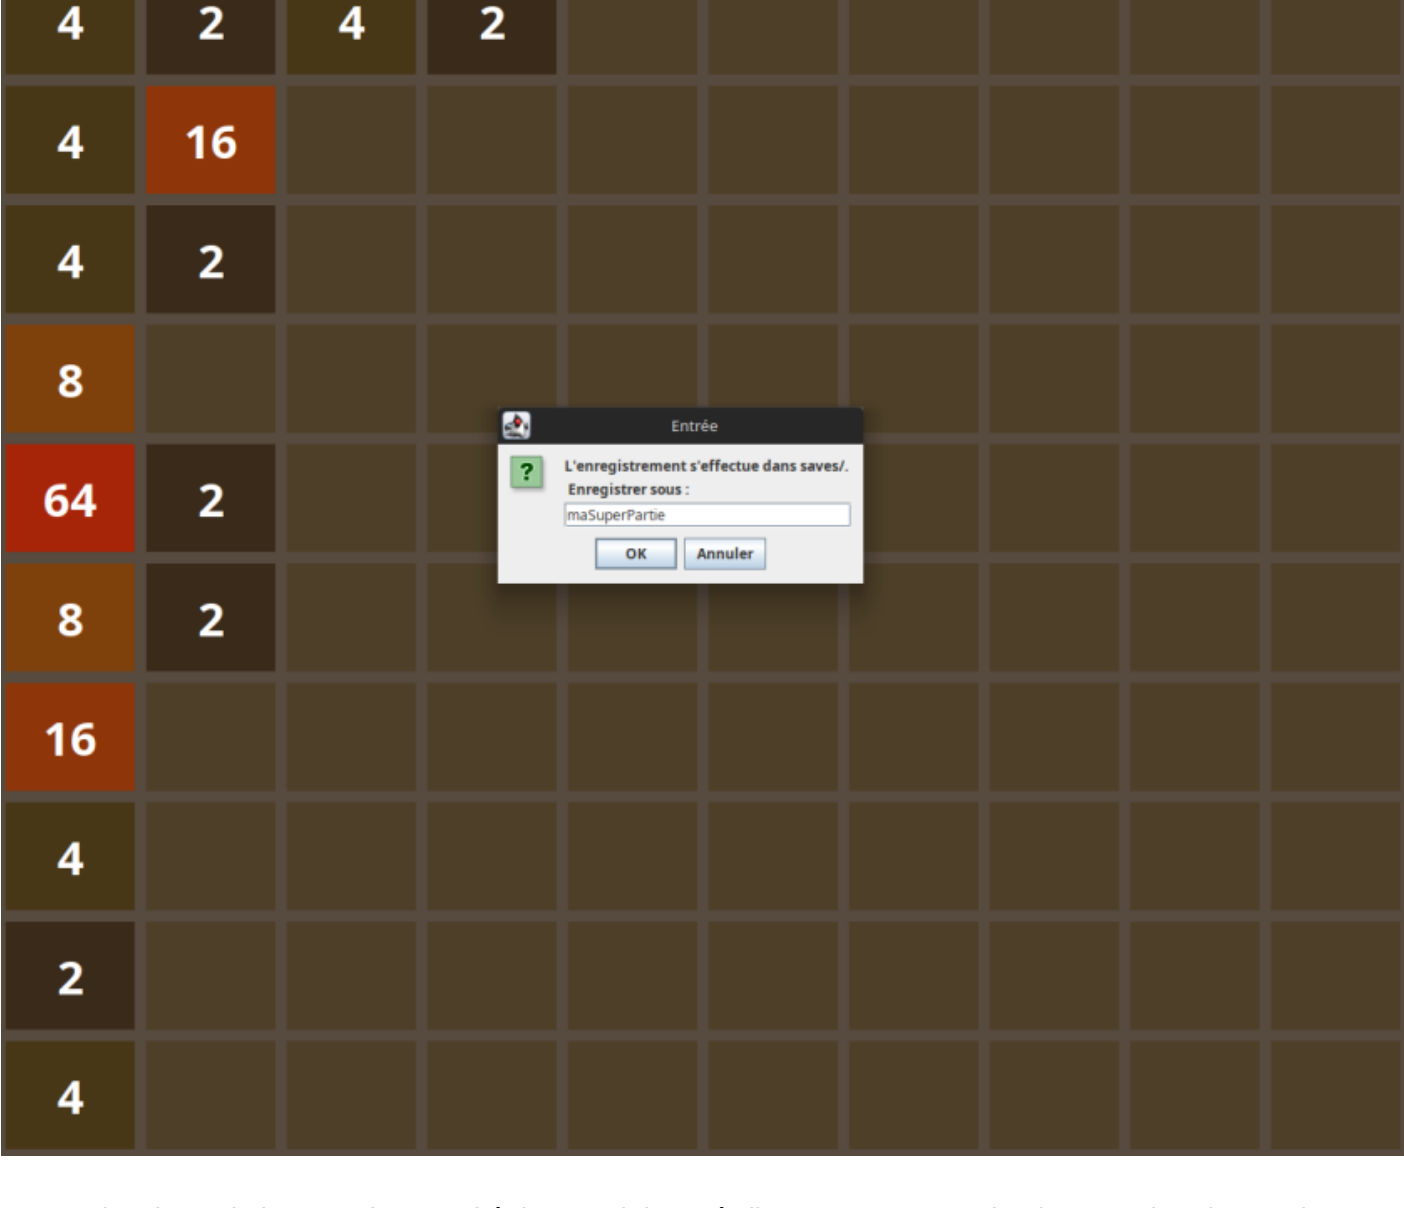 4 2 4 2
4 16
4 2
8
Entrée
L'enregistrement s'effectue dans saves/.
Enregistrer sous :
maSuperPartie
OK Annuler
64 2
8 2
16
4
2
4